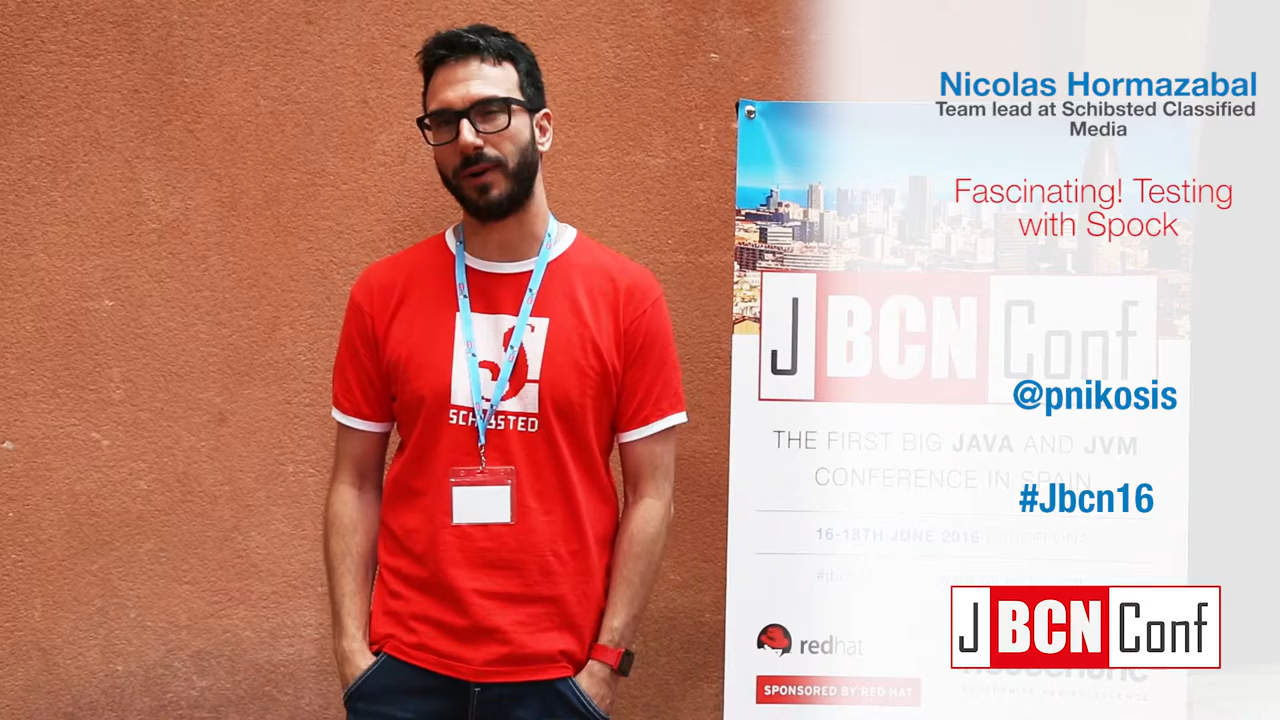 Nicolas Hormazabal
Team lead at Schibsted Classified
Media
Fascinating! Testing
with Spock
J BCN Conf
@pnikosis
THE FIRST BIG JAVA AND JVM
CONFERENCE IN SPAIN
#Jbcn16
16-18TH JUNE 2016
SCHIBSTED
J BCN Conf
redhat
SPONSORED BY RED HAT